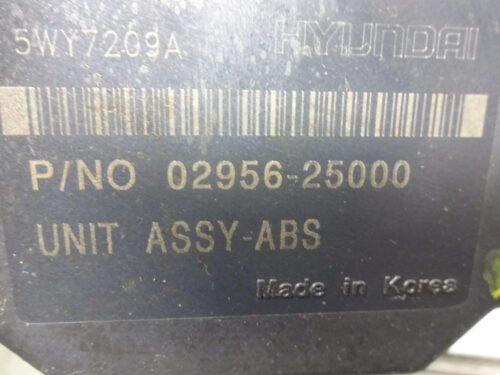 5WY7209A HYUNDAI
P/NO 02956-25000
UNIT ASSY-ABS
Made in Korea